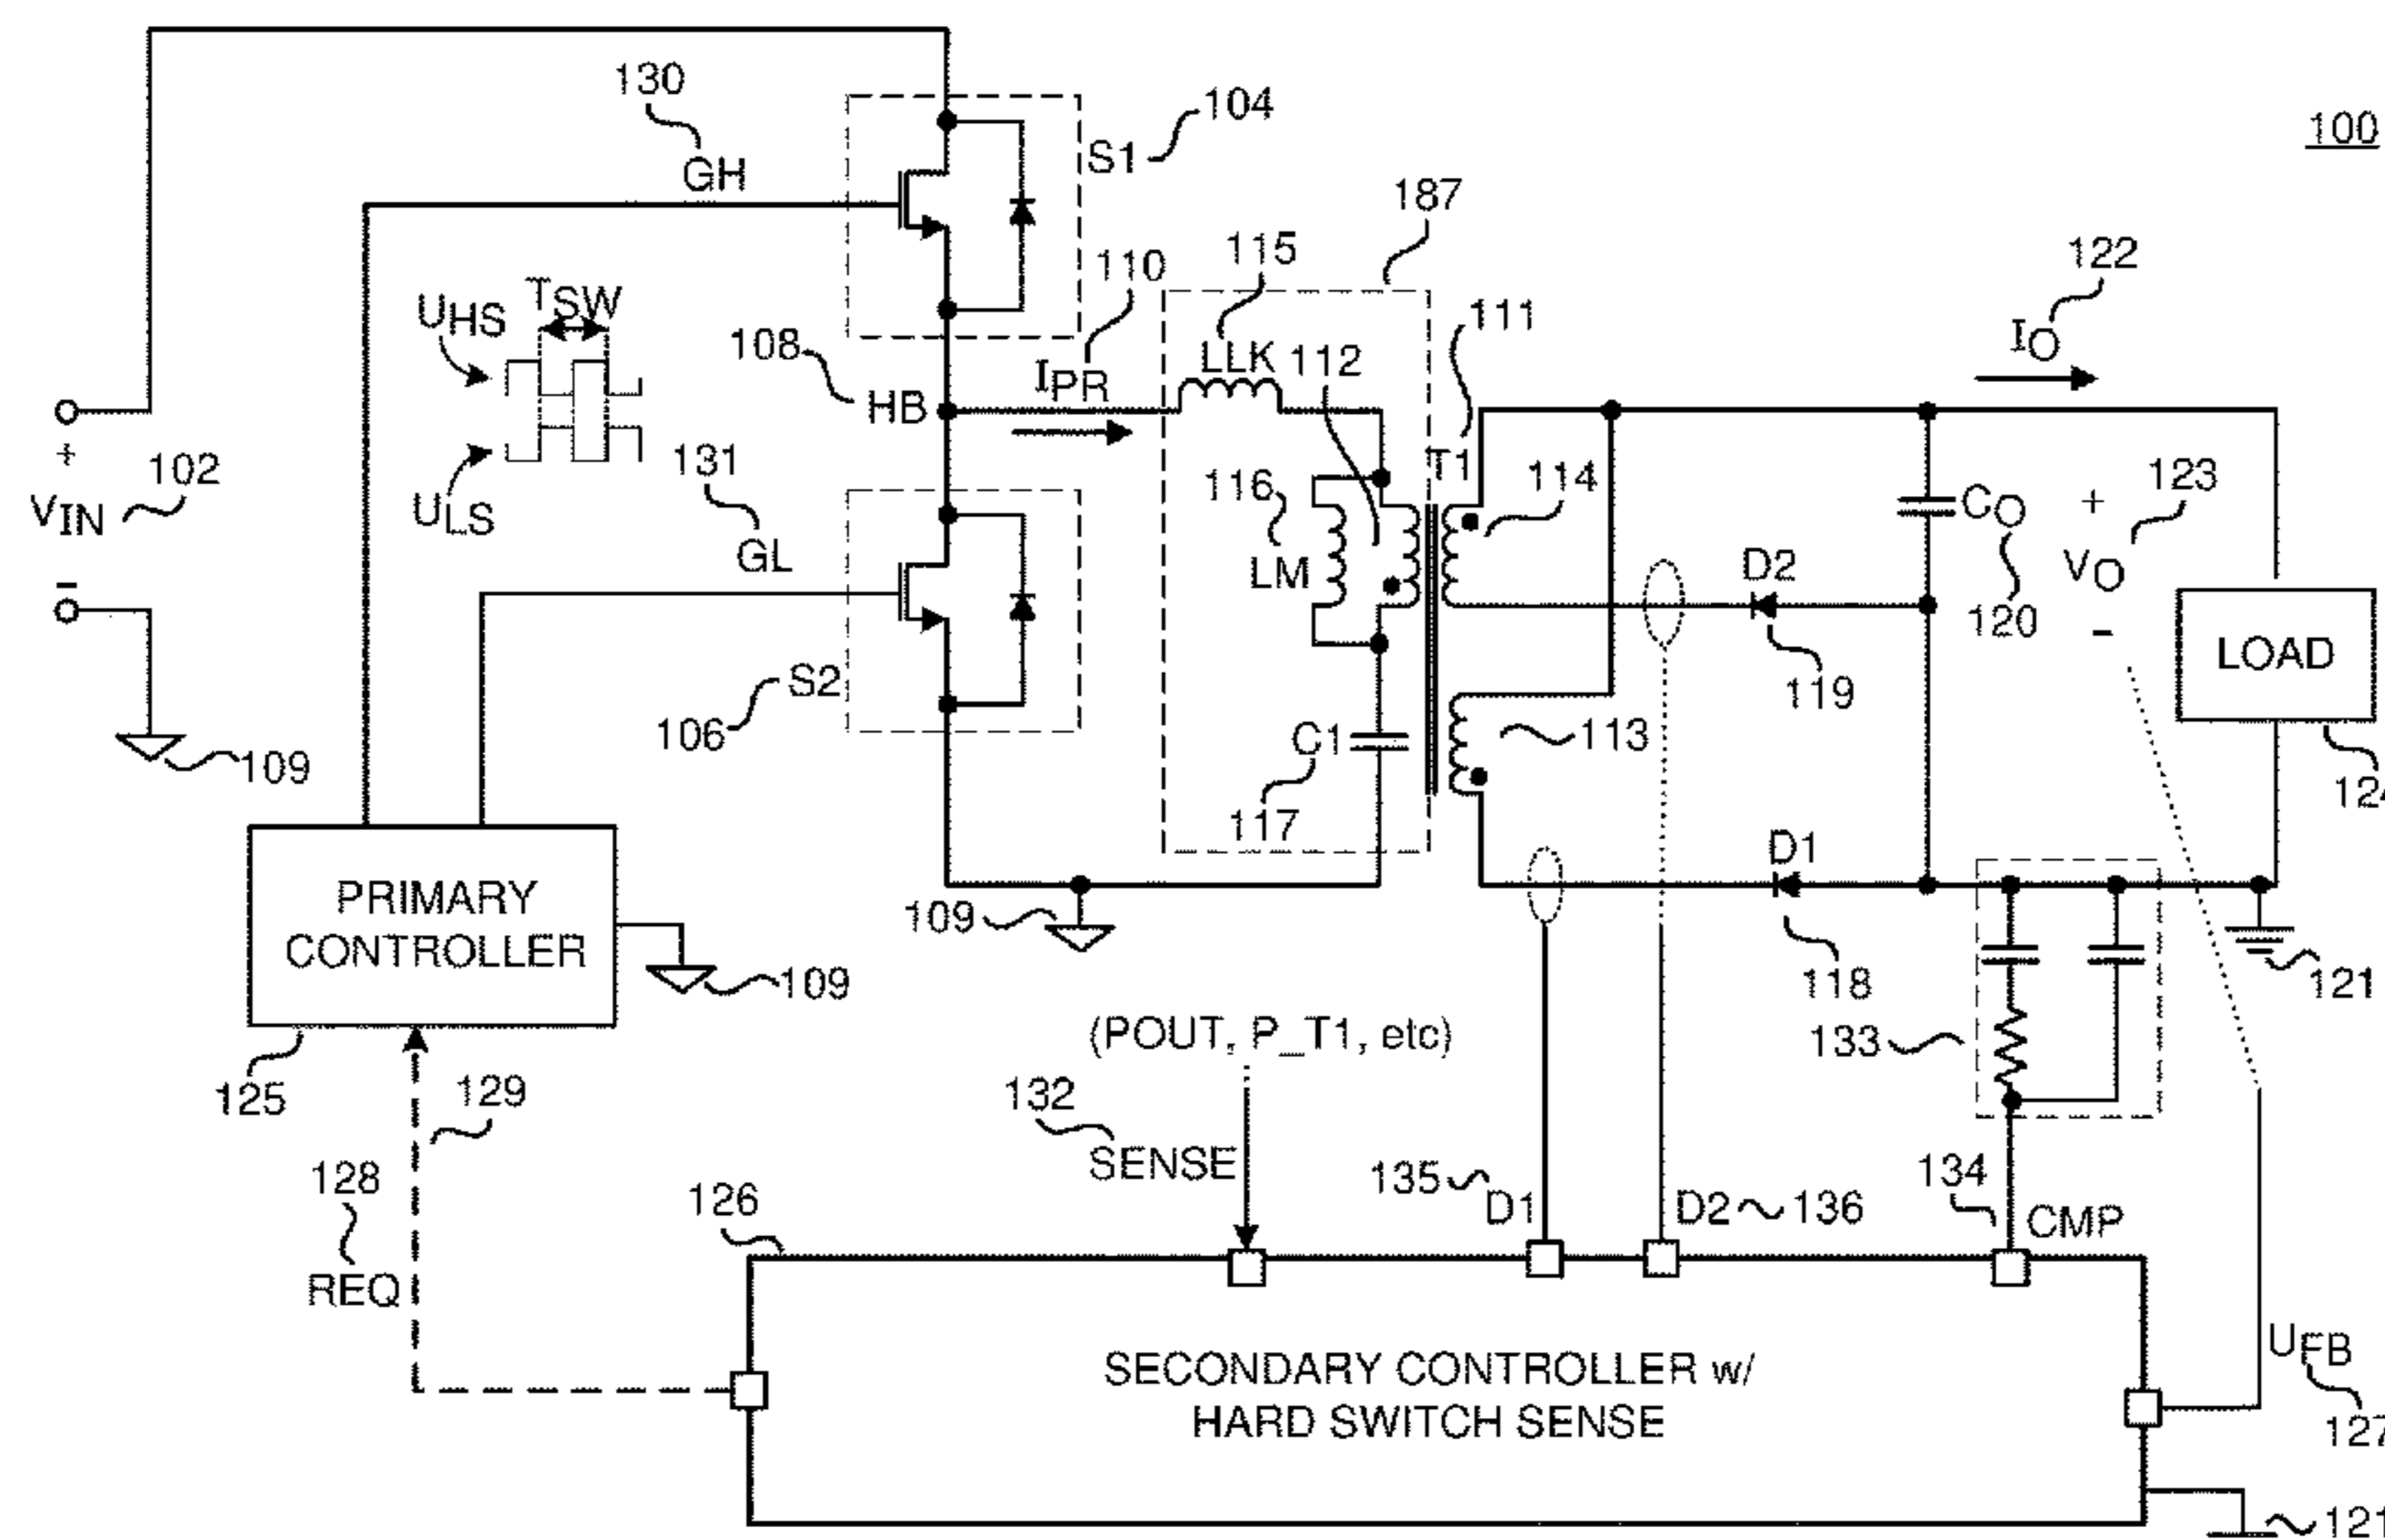 130
104
100
S1
GH
187
110
115
122
TSW
UHS
111
IO
108
LLK
112
IPR
HB
+
102
131
T1
123
116
114
VIN
ULS
CO
+
GL
LM
D2
VO
-
120
-
LOAD
S2
119
106
C1
113
109
117
D1
PRIMARY
CONTROLLER
109
109
118
121
(POUT, P_T1, etc)
133
125
129
132
SENSE
128
126
135
D1
D2
136
134
CMP
REQ
UFB
SECONDARY CONTROLLER w/
HARD SWITCH SENSE
127
121